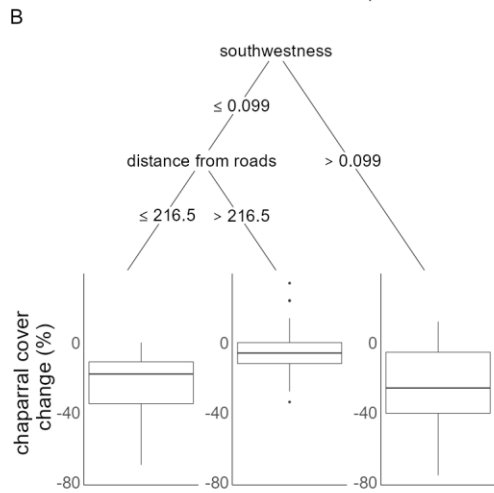 B
southwestness
≤ 0.099
distance from roads
> 0.099
≤ 216.5
> 216.5
chaparral cover
change (%)
0
-40
-80
0
-40
-80
0
-40
-80